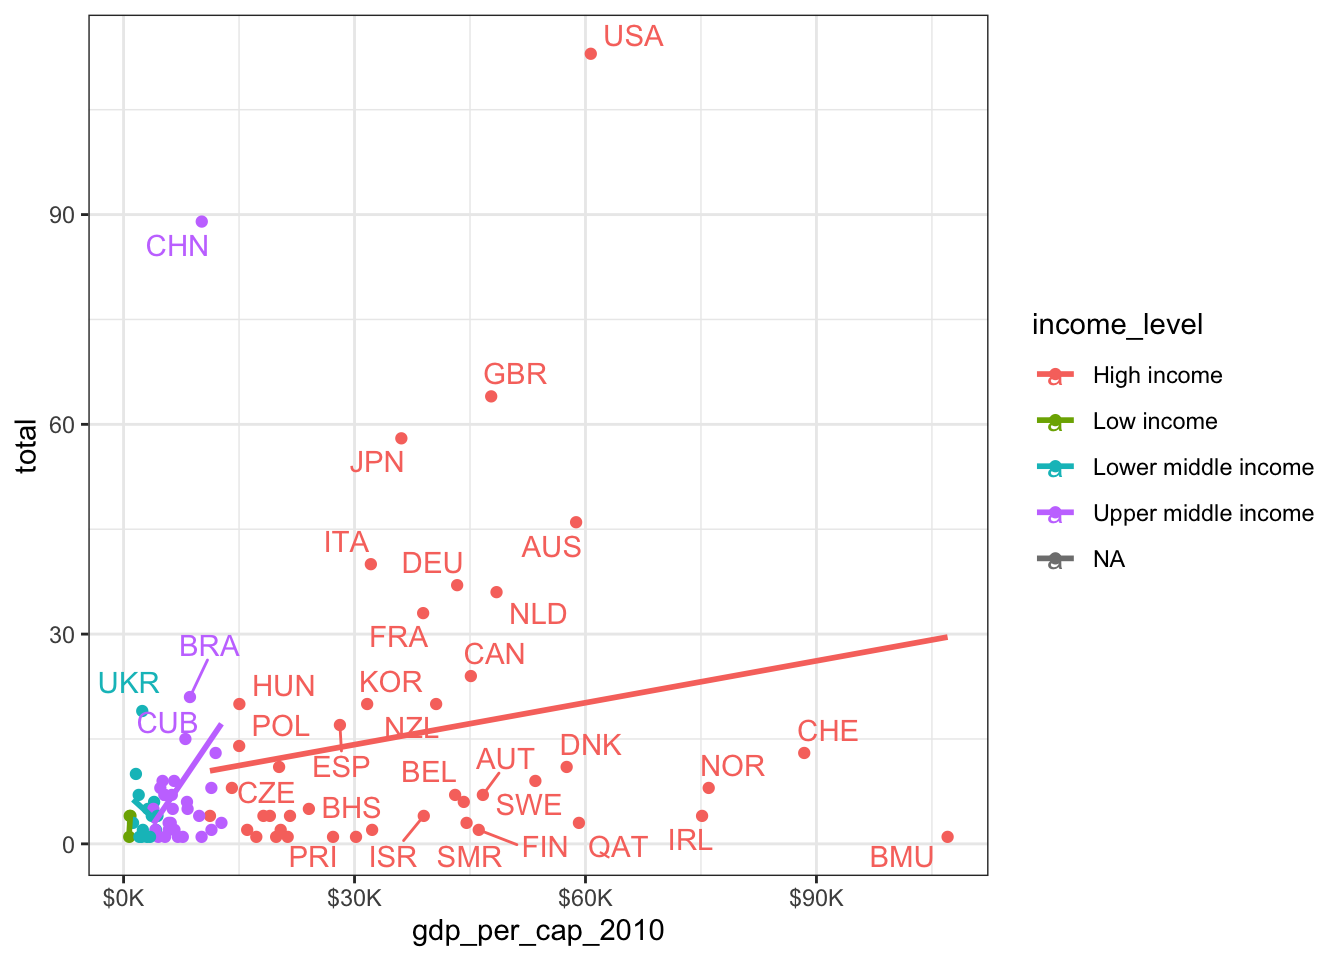 USA
90
CHN
GBR
60
JPN
total
ITA
AUS
DEU
NLD
FRA
30
BRA
CAN
UKR
HUN
KOR
CUB
POL
NZL
CHE
ESP
AUT
DNK
BEL
NOR
CZE
BHS
SWE
0
PRI
ISR
SMR
FIN
QAT
IRL
BMU
$0K
$30K
$60K
$90K
gdp_per_cap_2010
income_level
a High income
a Low income
a Lower middle income
a Upper middle income
a NA